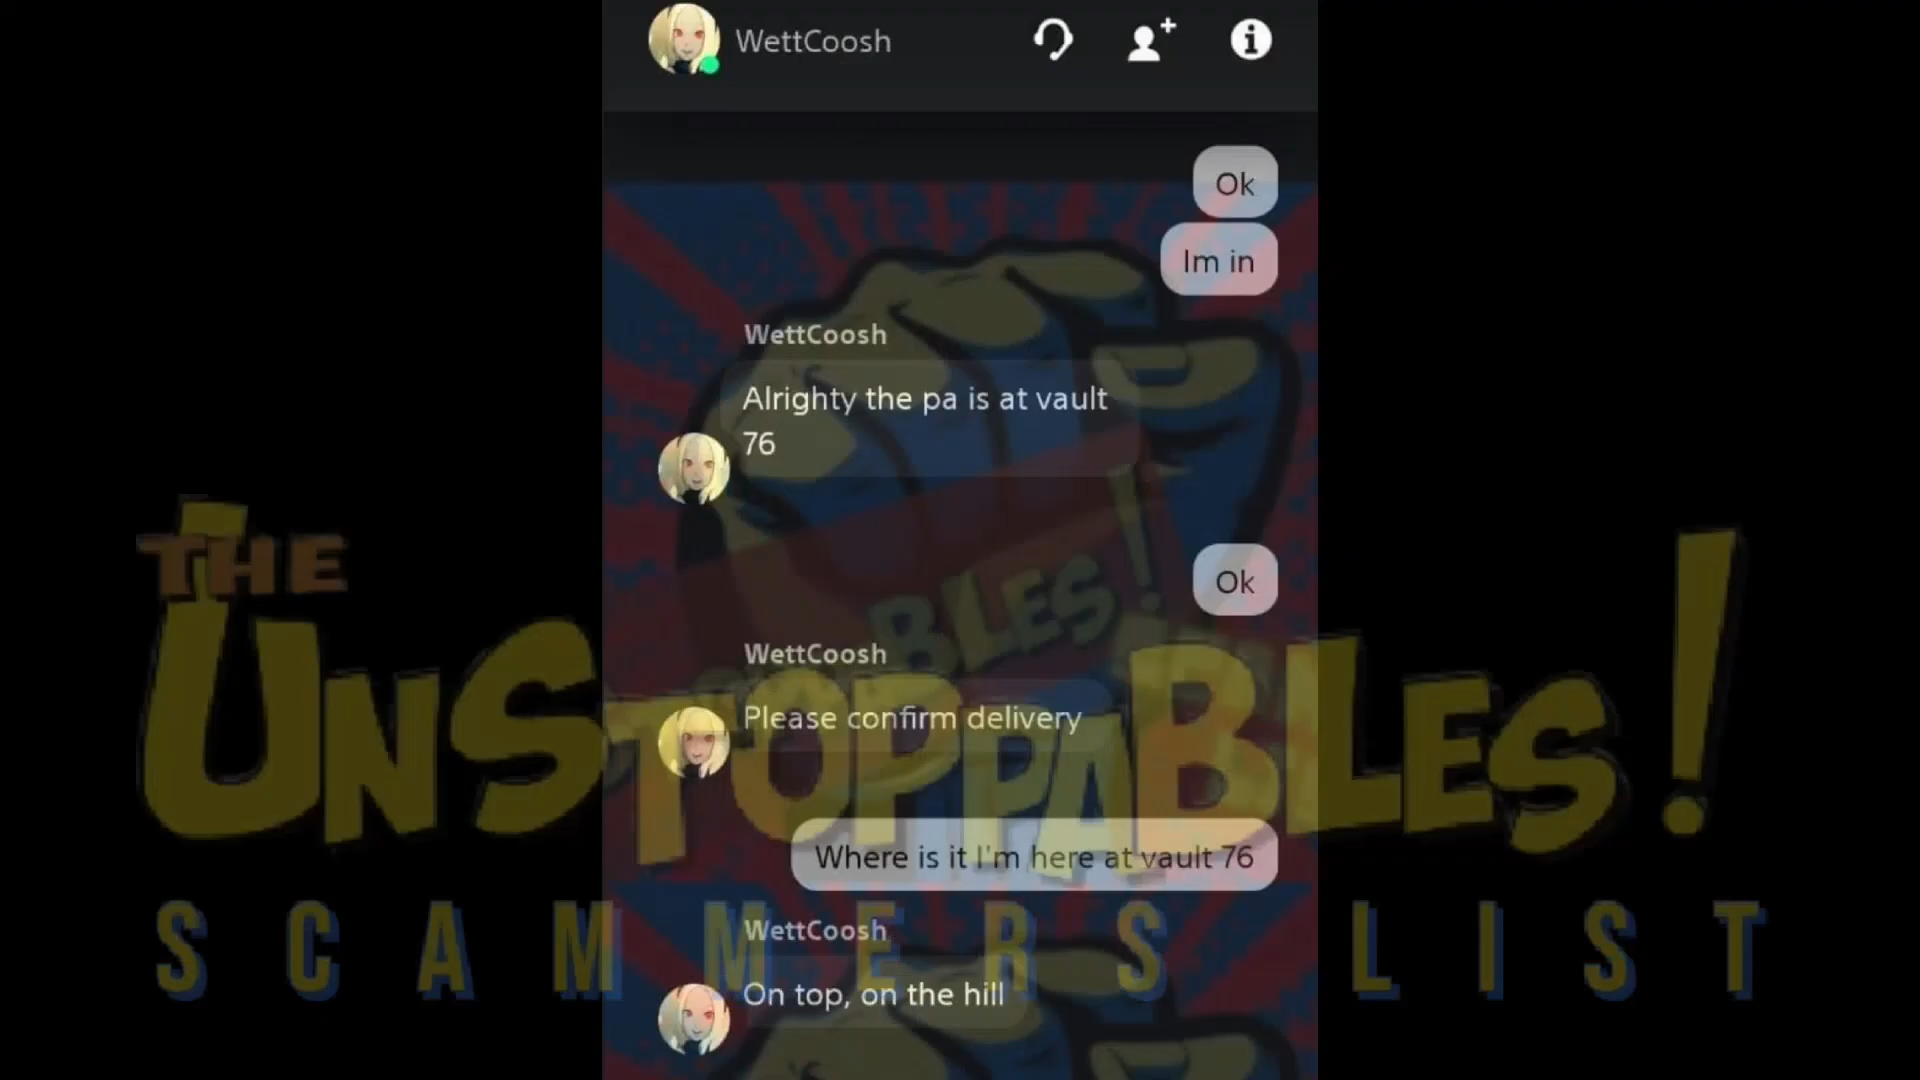 WettCoosh
Ok
Im in
WettCoosh
Alrighty the pa is at vault
76
Ok
WettCoosh
Please confirm delivery
Where is it I'm here at vault 76
WettCoosh
On top, on the hill
THE
UNSTOPPABLES!
SCAMMERS LIST
BLES!